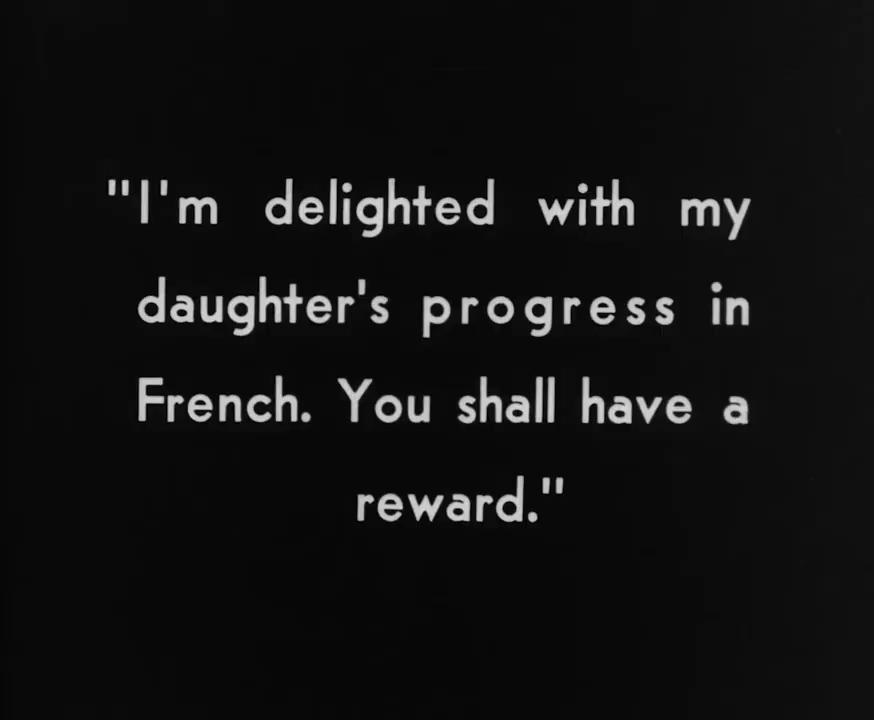 "I'm delighted with my
daughter's progress in
French. You shall have a
reward."